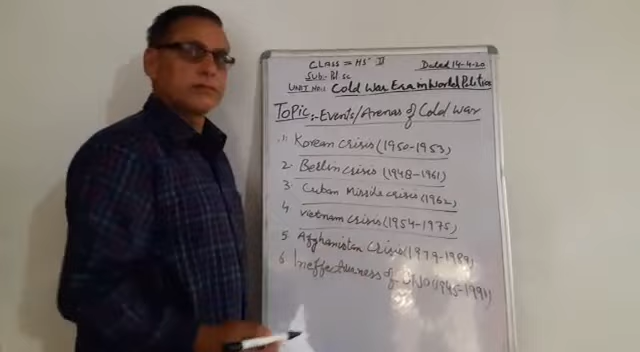 CLASS = HS' II Dated 14-4-20
Sub:- Pl. sc
UNIT No:1 Cold War Era in World Politics
TOPIC:- Events/Arenas of Cold War
1 Korean Crisis (1950-1953)
2. Berlin crisis (1948-1961)
3 Cuban Missile crisis (1962)
4 Vietnam crisis (1954-1975)
5. Afghanistan Crisis (1979-1989)
6 Ineffectiveness of UNO (1945-1991)